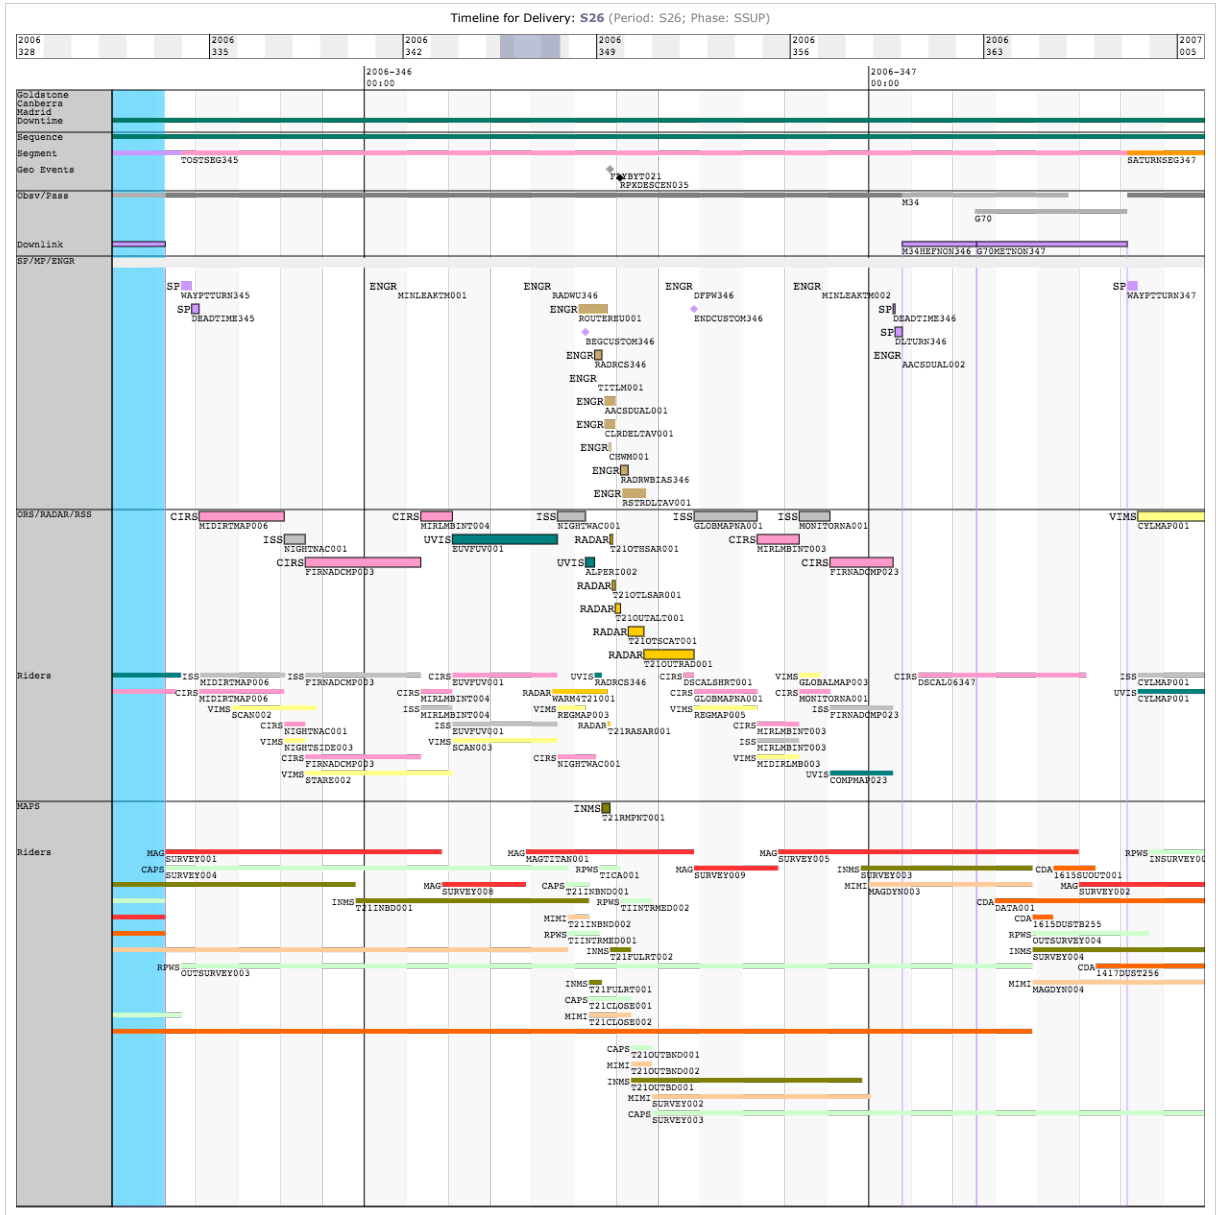 Timeline for Delivery: S26 (Period: S26; Phase: SSUP)
2006 2006 2006 2006 2006 2006 2007
328 335 342 349 356 363 005
2006-346 2006-347
00:00 00:00
Goldstone
Canberra
Madrid
Downtime
Sequence
Segment
TOSTSEG345 SATURNSEG347
Geo Events
RPXDESCEN035
Obsv/Pass
M34
G70
Downlink
M34HEFNON346 G70METNON347
SP/MP/ENGR
SP ENGR ENGR ENGR ENGR SP
WAYPTTURN345 MINLEAKTM001 RADWU346 DFPW346 MINLEAKTM002 WAYPTTURN347
SP ENGR SP
DEADTIME345 ROUTEREU001 ENDCUSTOM346 DEADTIME346
SP
BEGCUSTOM346 DLTURN346
ENGR ENGR
RADRCS346 AACSDUAL002
ENGR
TITLM001
ENGR
AACSDUAL001
ENGR
CLRDELTAV001
ENGR
CHWM001
ENGR
RADRWBIAS346
ENGR
RSTRDLTAV001
ORS/RADAR/RSS
CIRS CIRS ISS ISS ISS VIMS
MIDIRTMAP006 MIRLMBINT004 NIGHTWAC001 GLOBMAPNA001 MONITORNA001 CYLMAP001
ISS UVIS RADAR CIRS
NIGHTNAC001 EUVFUV001 T21OTHSAR001 MIRLMBINT003
CIRS UVIS CIRS
FIRNADCMP003 ALPERI002 FIRNADCMP023
RADAR
T21OTLSAR001
RADAR
T21OUTALT001
RADAR
T21OTSCAT001
RADAR
T21OUTRAD001
Riders
ISS ISS CIRS UVIS CIRS VIMS CIRS ISS
MIDIRTMAP006 FIRNADCMP003 EUVFUV001 RADRCS346 DSCALSHRT001 GLOBALMAP003 DSCAL06347 CYLMAP001
CIRS CIRS RADAR CIRS CIRS UVIS
MIDIRTMAP006 MIRLMBINT004 WARM4T21001 GLOBMAPNA001 MONITORNA001 CYLMAP001
VIMS ISS VIMS VIMS ISS
SCAN002 MIRLMBINT004 REGMAP003 REGMAP005 FIRNADCMP023
CIRS ISS RADAR CIRS
NIGHTNAC001 EUVFUV001 T21RASAR001 MIRLMBINT003
VIMS VIMS ISS
NIGHTSIDE003 SCAN003 MIRLMBINT003
CIRS CIRS VIMS
FIRNADCMP003 NIGHTWAC001 MIDIRLMB003
VIMS UVIS
STARE002 COMPMAP023
MAPS
INMS
T21RMPNT001
Riders
MAG MAG MAG RPWS
SURVEY001 MAGTITAN001 SURVEY005 INSURVEY00
CAPS RPWS MAG INMS CDA
SURVEY004 TICA001 SURVEY009 SURVEY003 1615SUOUT001
MAG CAPS MIMI MAG
SURVEY008 T21INBND001 MAGDYN003 SURVEY002
INMS RPWS CDA
T21INBD001 TIINTRMED002 DATA001
MIMI CDA
T21INBND002 1615DUSTB255
RPWS RPWS
TIINTRMED001 OUTSURVEY004
INMS INMS
T21FULRT002 SURVEY004
RPWS CDA
OUTSURVEY003 1417DUST256
INMS MIMI
T21FULRT001 MAGDYN004
CAPS
T21CLOSE001
MIMI
T21CLOSE002
CAPS
T21OUTBND001
MIMI
T21OUTBND002
INMS
T21OUTBD001
MIMI
SURVEY002
CAPS
SURVEY003